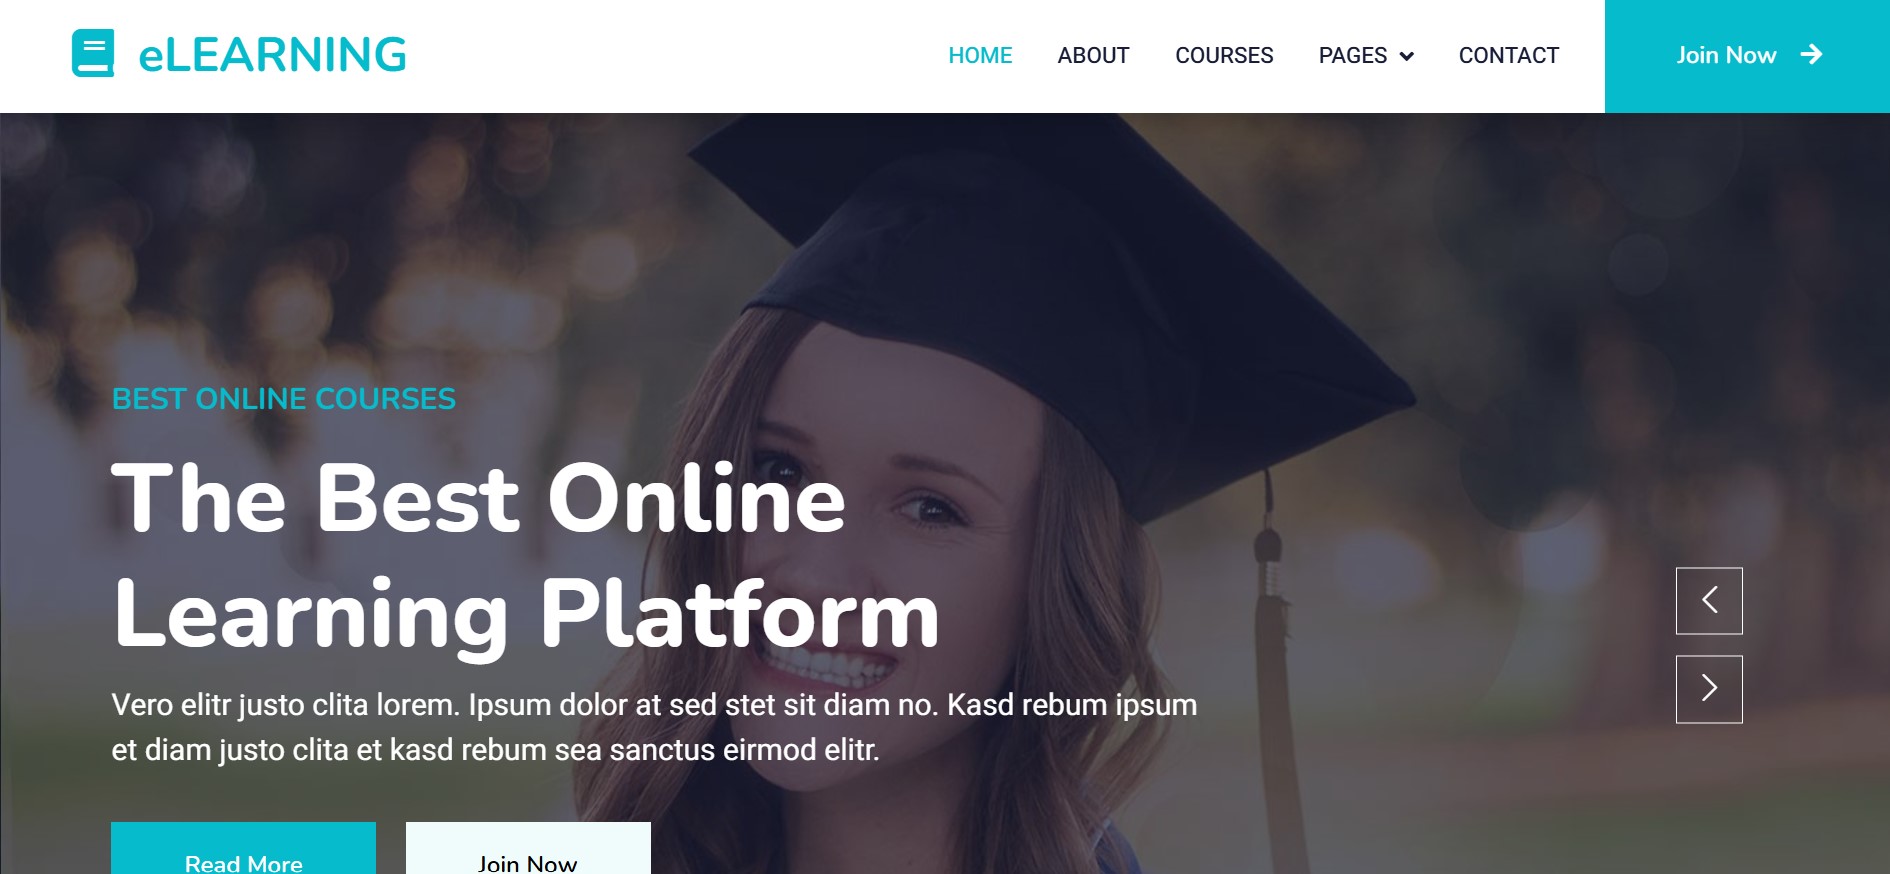 eLEARNING
HOME
ABOUT
COURSES
PAGES
CONTACT
Join Now
BEST ONLINE COURSES
The Best Online
Learning Platform
Vero elitr justo clita lorem. Ipsum dolor at sed stet sit diam no. Kasd rebum ipsum
et diam justo clita et kasd rebum sea sanctus eirmod elitr.
Read More
Join Now